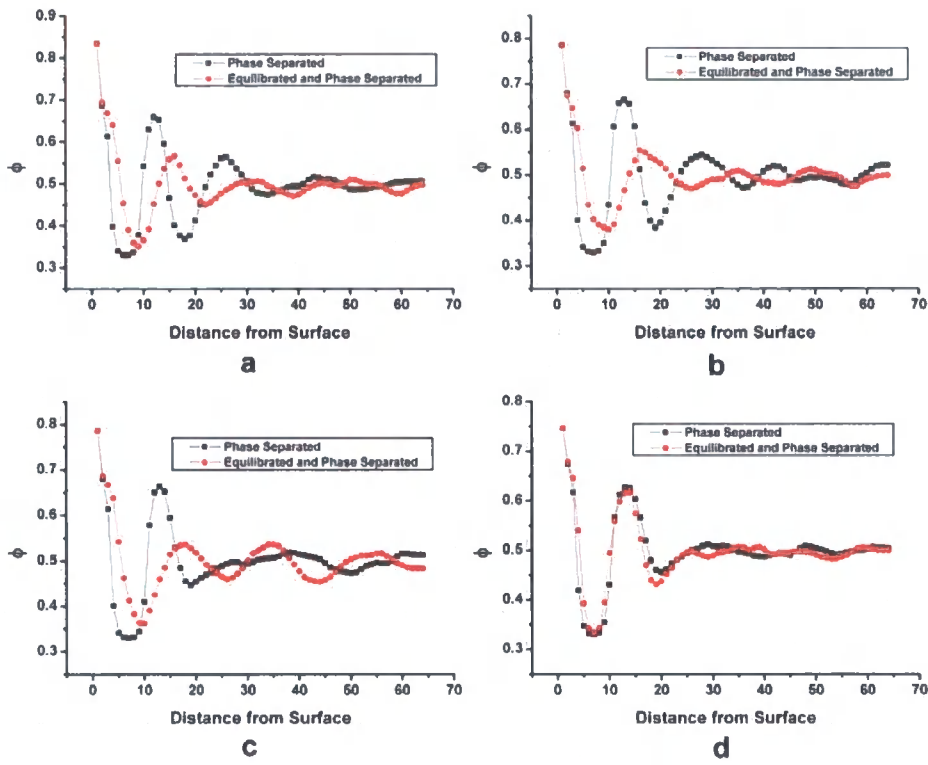 0.9
0.8
0.7
0.6
0.5
0.4
0.3
ϕ
Phase Separated
Equilibrated and Phase Separated
0 10 20 30 40 50 60 70
Distance from Surface
a
0.8
0.7
0.6
0.5
0.4
0.3
ϕ
Phase Separated
Equilibrated and Phase Separated
0 10 20 30 40 50 60 70
Distance from Surface
b
0.8
0.7
0.6
0.5
0.4
0.3
ϕ
Phase Separated
Equilibrated and Phase Separated
0 10 20 30 40 50 60 70
Distance from Surface
c
0.8
0.7
0.6
0.5
0.4
0.3
ϕ
Phase Separated
Equilibrated and Phase Separated
0 10 20 30 40 50 60 70
Distance from Surface
d